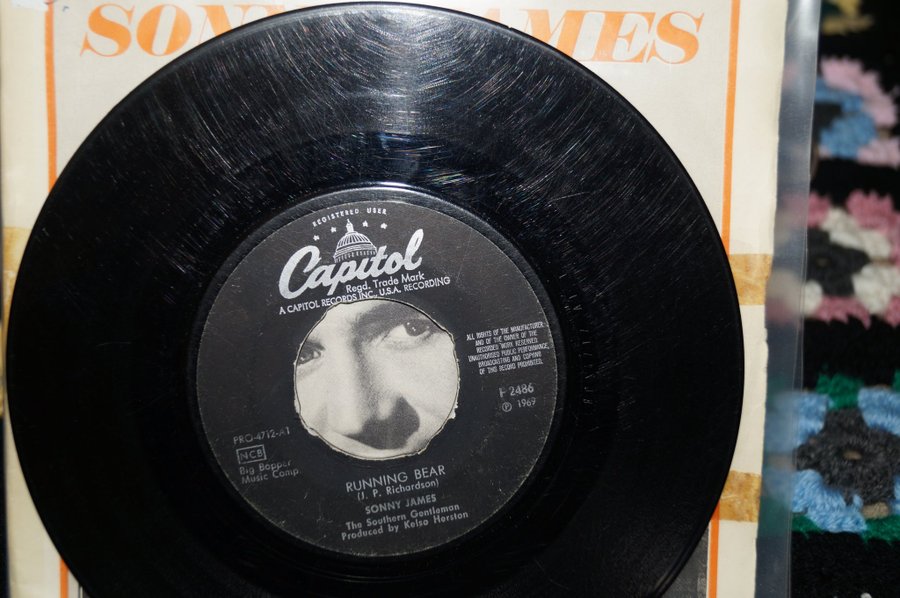 SONNY JAMES
REGISTERED USER
Capitol
Regd. Trade Mark
A CAPITOL RECORDS INC., U.S.A. RECORDING
ALL RIGHTS OF THE MANUFACTURER
AND OF THE OWNER OF THE
RECORDED WORK RESERVED
UNAUTHORISED PUBLIC PERFORMANCE,
BROADCASTING AND COPYING
OF THIS RECORD PROHIBITED.
F 2486
Ⓟ 1969
PRO-4712-A1
NCB
Big Bopper
Music Comp.
RUNNING BEAR
(J. P. Richardson)
SONNY JAMES
The Southern Gentleman
Produced by Kelso Herston